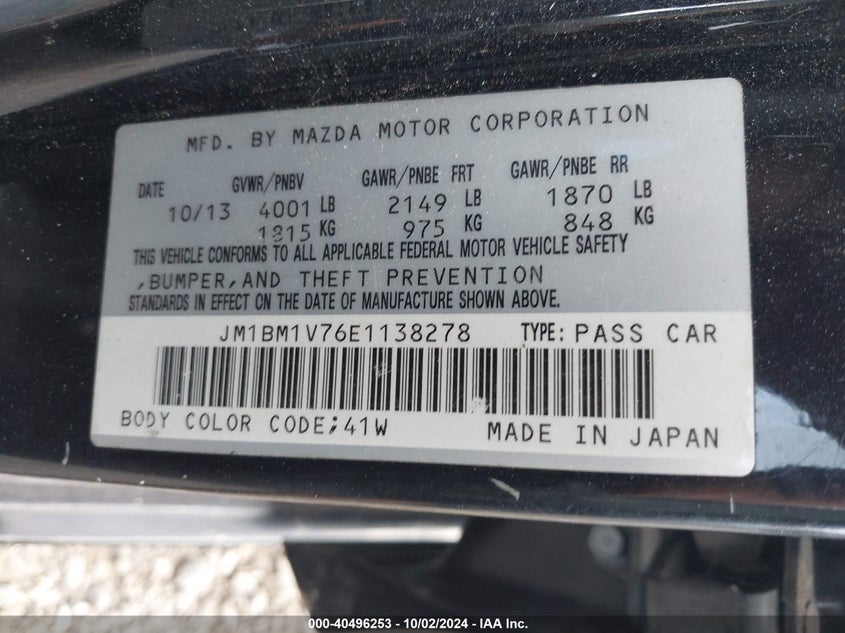 MFD. BY MAZDA MOTOR CORPORATION
DATE GVWR/PNBV GAWR/PNBE FRT GAWR/PNBE RR
10/13 4001 LB 2149 LB 1870 LB
1815 KG 975 KG 848 KG
THIS VEHICLE CONFORMS TO ALL APPLICABLE FEDERAL MOTOR VEHICLE SAFETY
,BUMPER,AND THEFT PREVENTION
STANDARDS IN EFFECT ON THE DATE OF MANUFACTURE SHOWN ABOVE.
JM1BM1V76E1138278 TYPE: PASS CAR
BODY COLOR CODE;41W MADE IN JAPAN
000-40496253 - 10/02/2024 - IAA Inc.